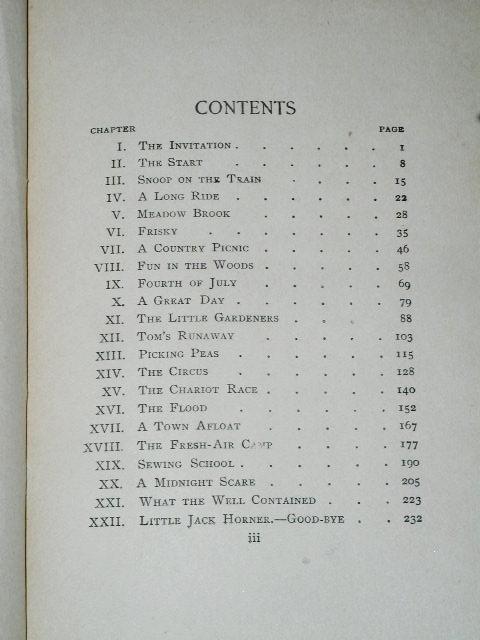 CONTENTS
CHAPTER PAGE
I. THE INVITATION . . . . . . 1
II. THE START . . . . . . 8
III. SNOOP ON THE TRAIN . . . . 15
IV. A LONG RIDE . . . . . . 22
V. MEADOW BROOK . . . . . 28
VI. FRISKY . . . . . . . 35
VII. A COUNTRY PICNIC . . . . . 46
VIII. FUN IN THE WOODS . . . . . 58
IX. FOURTH OF JULY . . . . . 69
X. A GREAT DAY . . . . . . 79
XI. THE LITTLE GARDENERS . . . 88
XII. TOM'S RUNAWAY . . . . . 103
XIII. PICKING PEAS . . . . . . 115
XIV. THE CIRCUS . . . . . . 128
XV. THE CHARIOT RACE . . . . . 140
XVI. THE FLOOD . . . . . . 152
XVII. A TOWN AFLOAT . . . . . 167
XVIII. THE FRESH-AIR CAMP . . . . 177
XIX. SEWING SCHOOL . . . . . . 190
XX. A MIDNIGHT SCARE . . . . . 205
XXI. WHAT THE WELL CONTAINED . . . 223
XXII. LITTLE JACK HORNER.—GOOD-BYE . . 232
iii